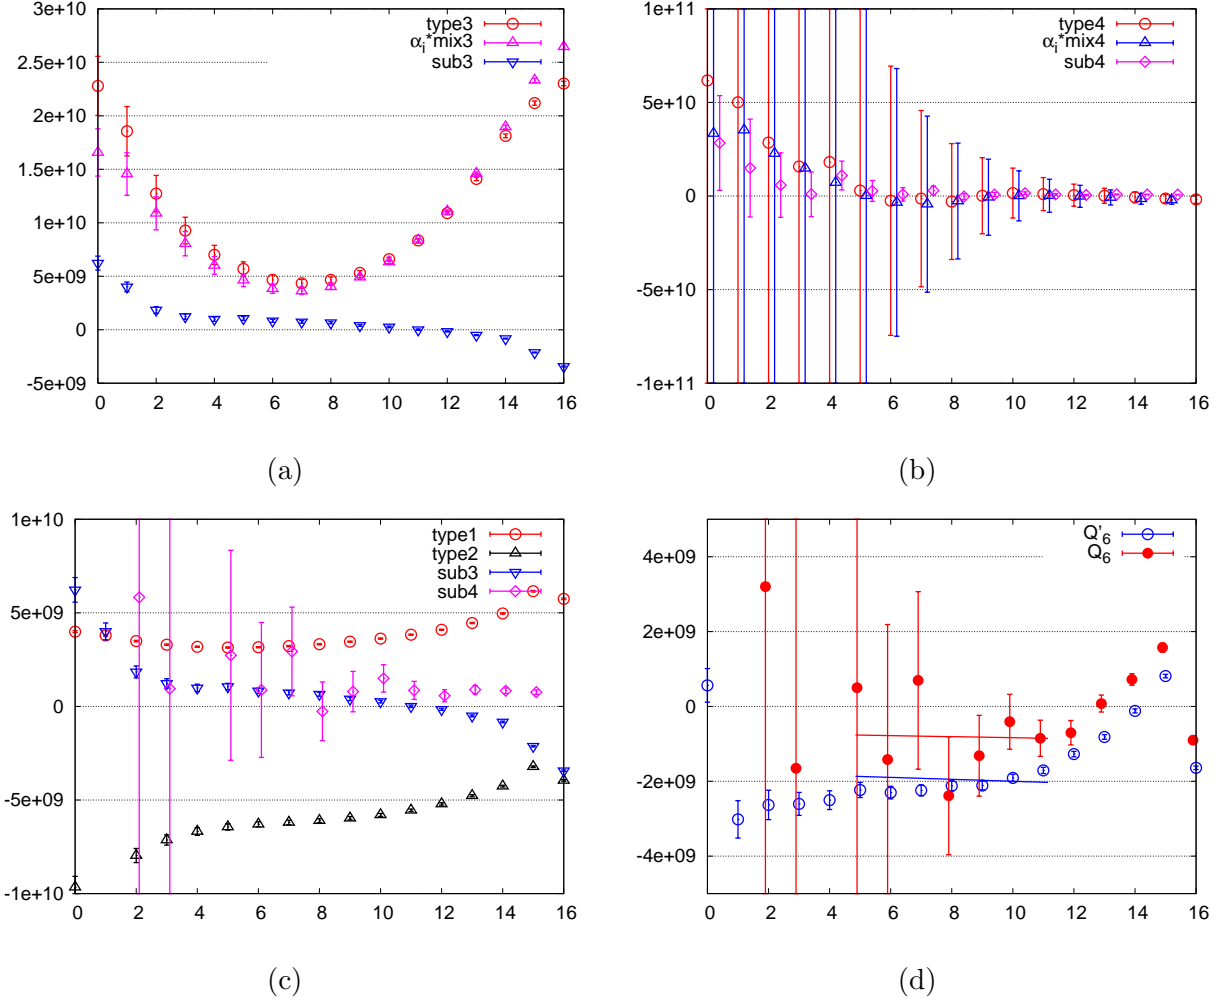 3e+10
2.5e+10
2e+10
1.5e+10
1e+10
5e+09
0
-5e+09
type3
αi*mix3
sub3
0 2 4 6 8 10 12 14 16
(a)
1e+11
5e+10
0
-5e+10
-1e+11
type4
αi*mix4
sub4
0 2 4 6 8 10 12 14 16
(b)
1e+10
5e+09
0
-5e+09
-1e+10
type1
type2
sub3
sub4
0 2 4 6 8 10 12 14 16
(c)
4e+09
2e+09
0
-2e+09
-4e+09
Q'6
Q6
0 2 4 6 8 10 12 14 16
(d)